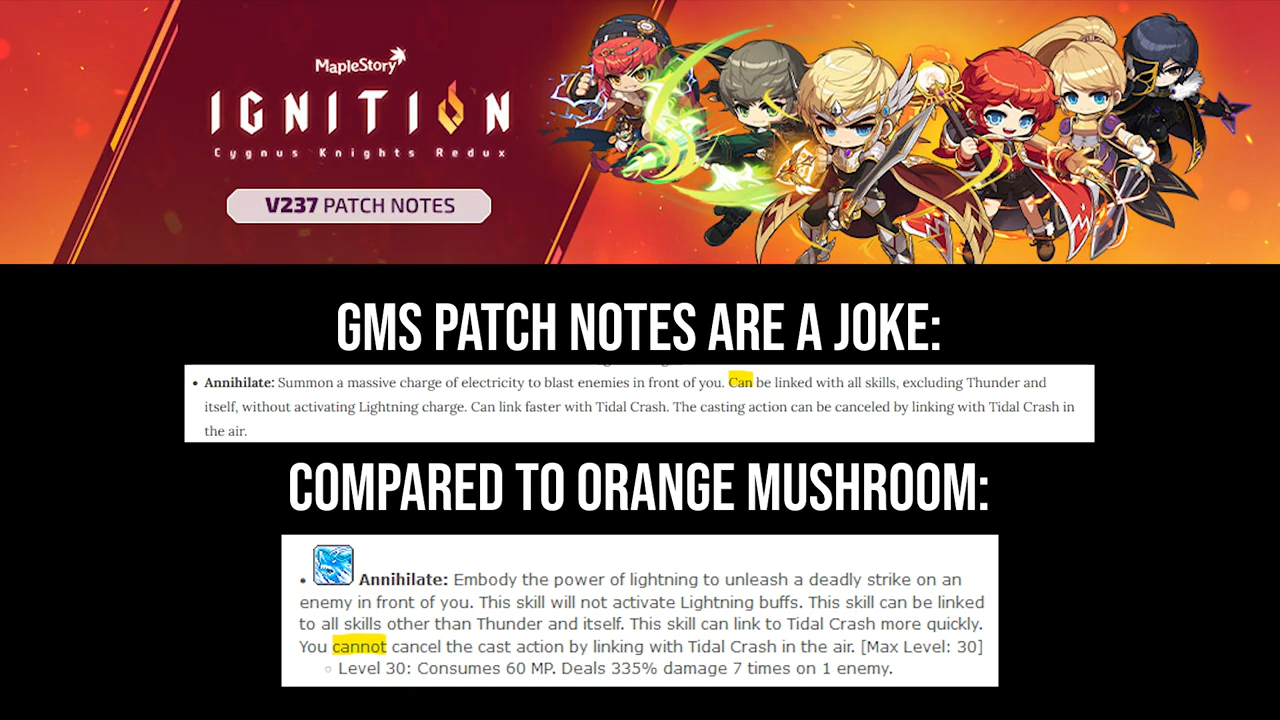 MapleStory
IGNITION
Cygnus Knights Redux
V237 PATCH NOTES
GMS PATCH NOTES ARE A JOKE:
• Annihilate: Summon a massive charge of electricity to blast enemies in front of you. Can be linked with all skills, excluding Thunder and
itself, without activating Lightning charge. Can link faster with Tidal Crash. The casting action can be canceled by linking with Tidal Crash in
the air.
COMPARED TO ORANGE MUSHROOM:
• Annihilate: Embody the power of lightning to unleash a deadly strike on an
enemy in front of you. This skill will not activate Lightning buffs. This skill can be linked
to all skills other than Thunder and itself. This skill can link to Tidal Crash more quickly.
You cannot cancel the cast action by linking with Tidal Crash in the air. [Max Level: 30]
○ Level 30: Consumes 60 MP. Deals 335% damage 7 times on 1 enemy.